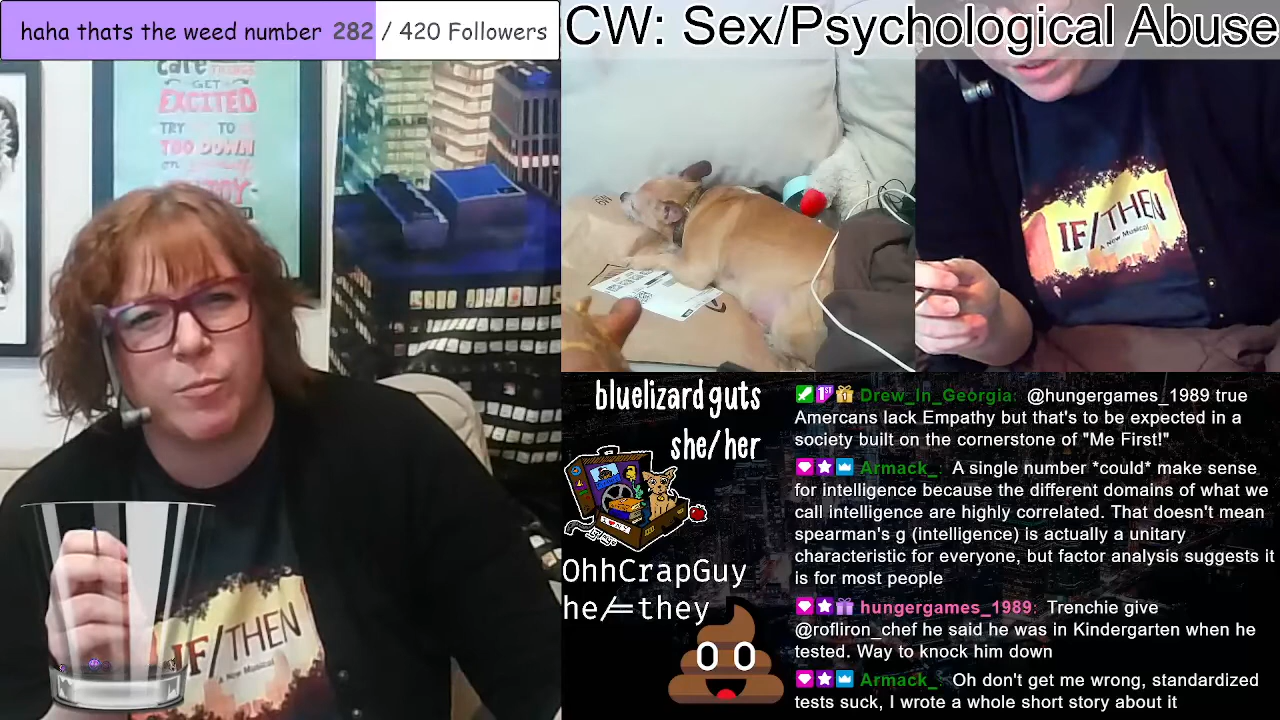 haha thats the weed number 282 / 420 Followers
CW: Sex/Psychological Abuse
GET
EXCITED
TRY TO
TOO DOWN
IF/THEN
A New Musical
IF/THEN
A New Musical
bluelizardguts
she/her
OhhCrapGuy
he/=they
Drew_In_Georgia: @hungergames_1989 true
Amercans lack Empathy but that's to be expected in a
society built on the cornerstone of "Me First!"
Armack_: A single number *could* make sense
for intelligence because the different domains of what we
call intelligence are highly correlated. That doesn't mean
spearman's g (intelligence) is actually a unitary
characteristic for everyone, but factor analysis suggests it
is for most people
hungergames_1989: Trenchie give
@rofliron_chef he said he was in Kindergarten when he
tested. Way to knock him down
Armack_: Oh don't get me wrong, standardized
tests suck, I wrote a whole short story about it